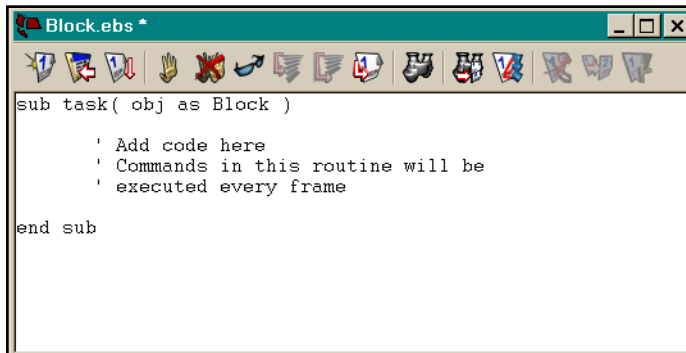 Block.ebs *
sub task( obj as Block )
' Add code here
' Commands in this routine will be
' executed every frame
end sub